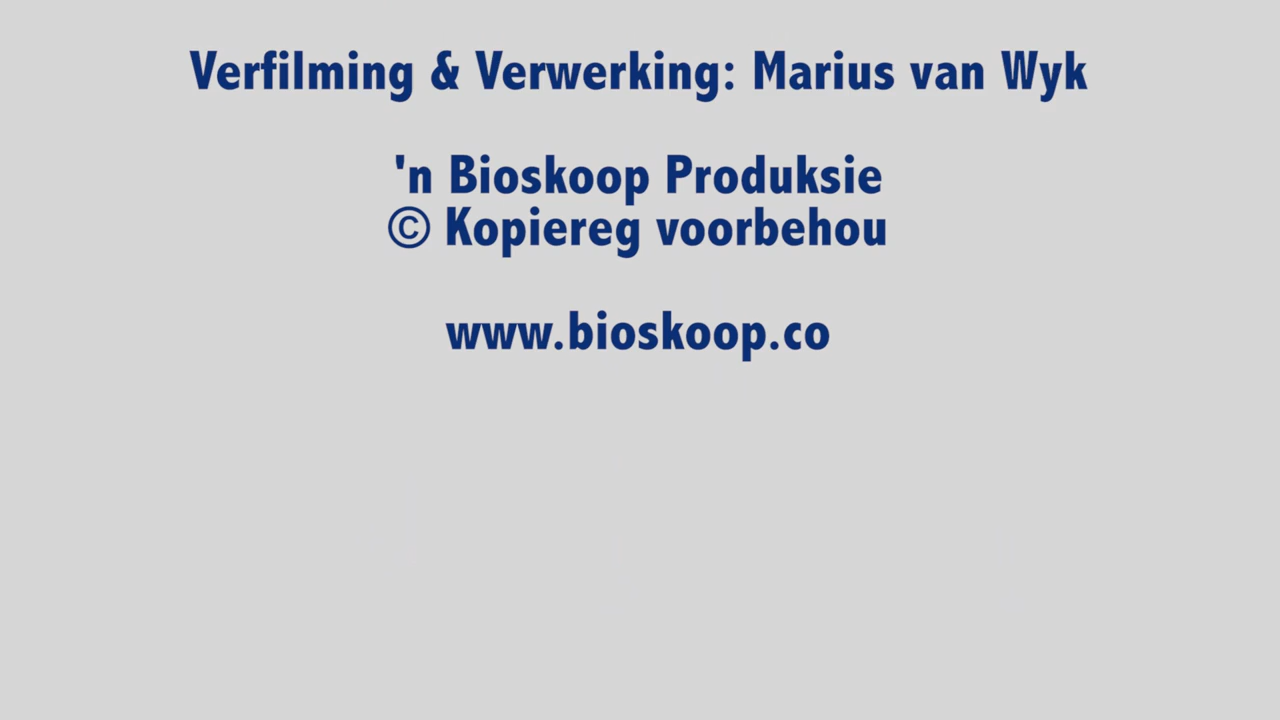 Verfilming & Verwerking: Marius van Wyk
'n Bioskoop Produksie
© Kopiereg voorbehou
www.bioskoop.co